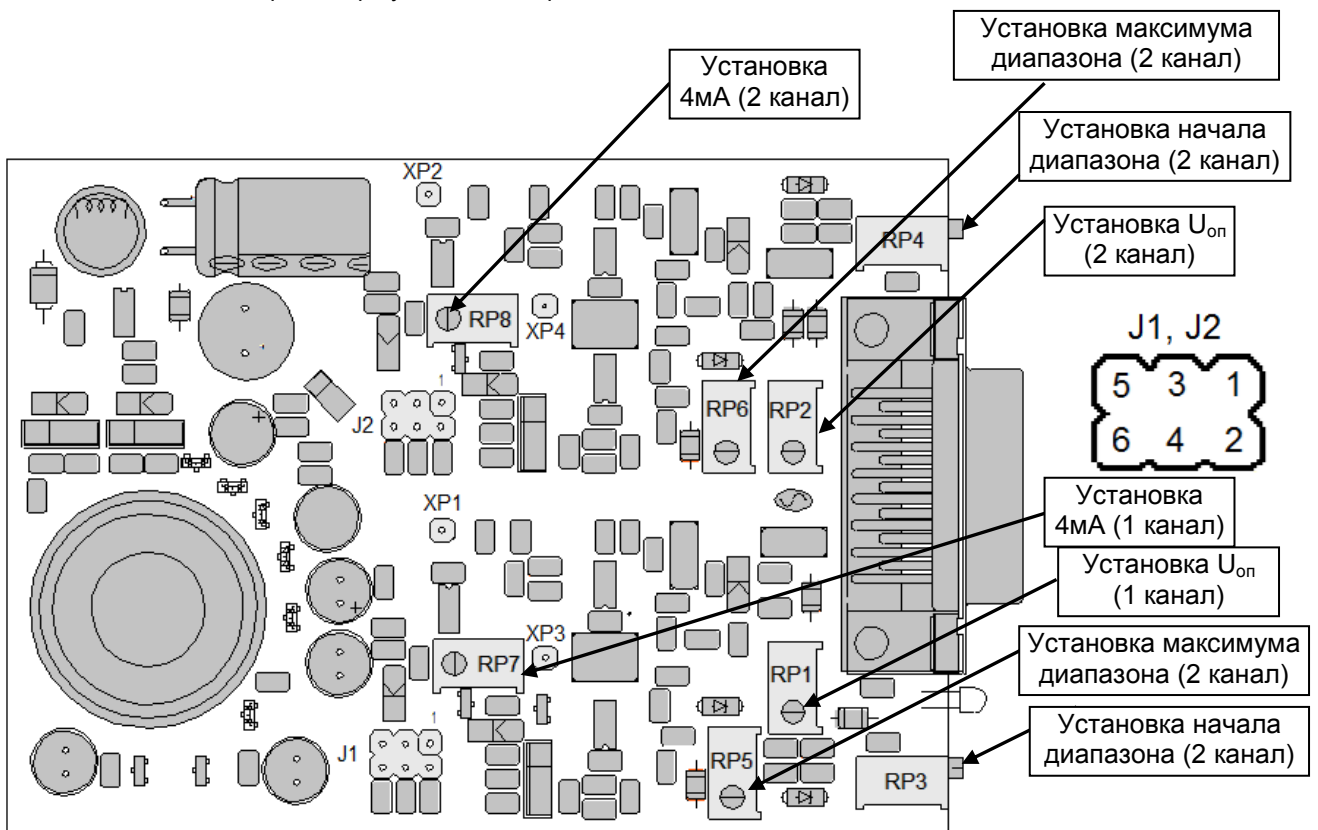 Установка максимума
диапазона (2 канал)
Установка
4мА (2 канал)
Установка начала
диапазона (2 канал)
XP2
RP4
Установка Uоп
(2 канал)
RP8
XP4
J1, J2
5 3 1
6 4 2
1
J2
RP6
RP2
XP1
Установка
4мА (1 канал)
Установка Uоп
(1 канал)
XP3
RP7
RP1
Установка максимума
диапазона (2 канал)
1
J1
RP5
RP3
Установка начала
диапазона (2 канал)